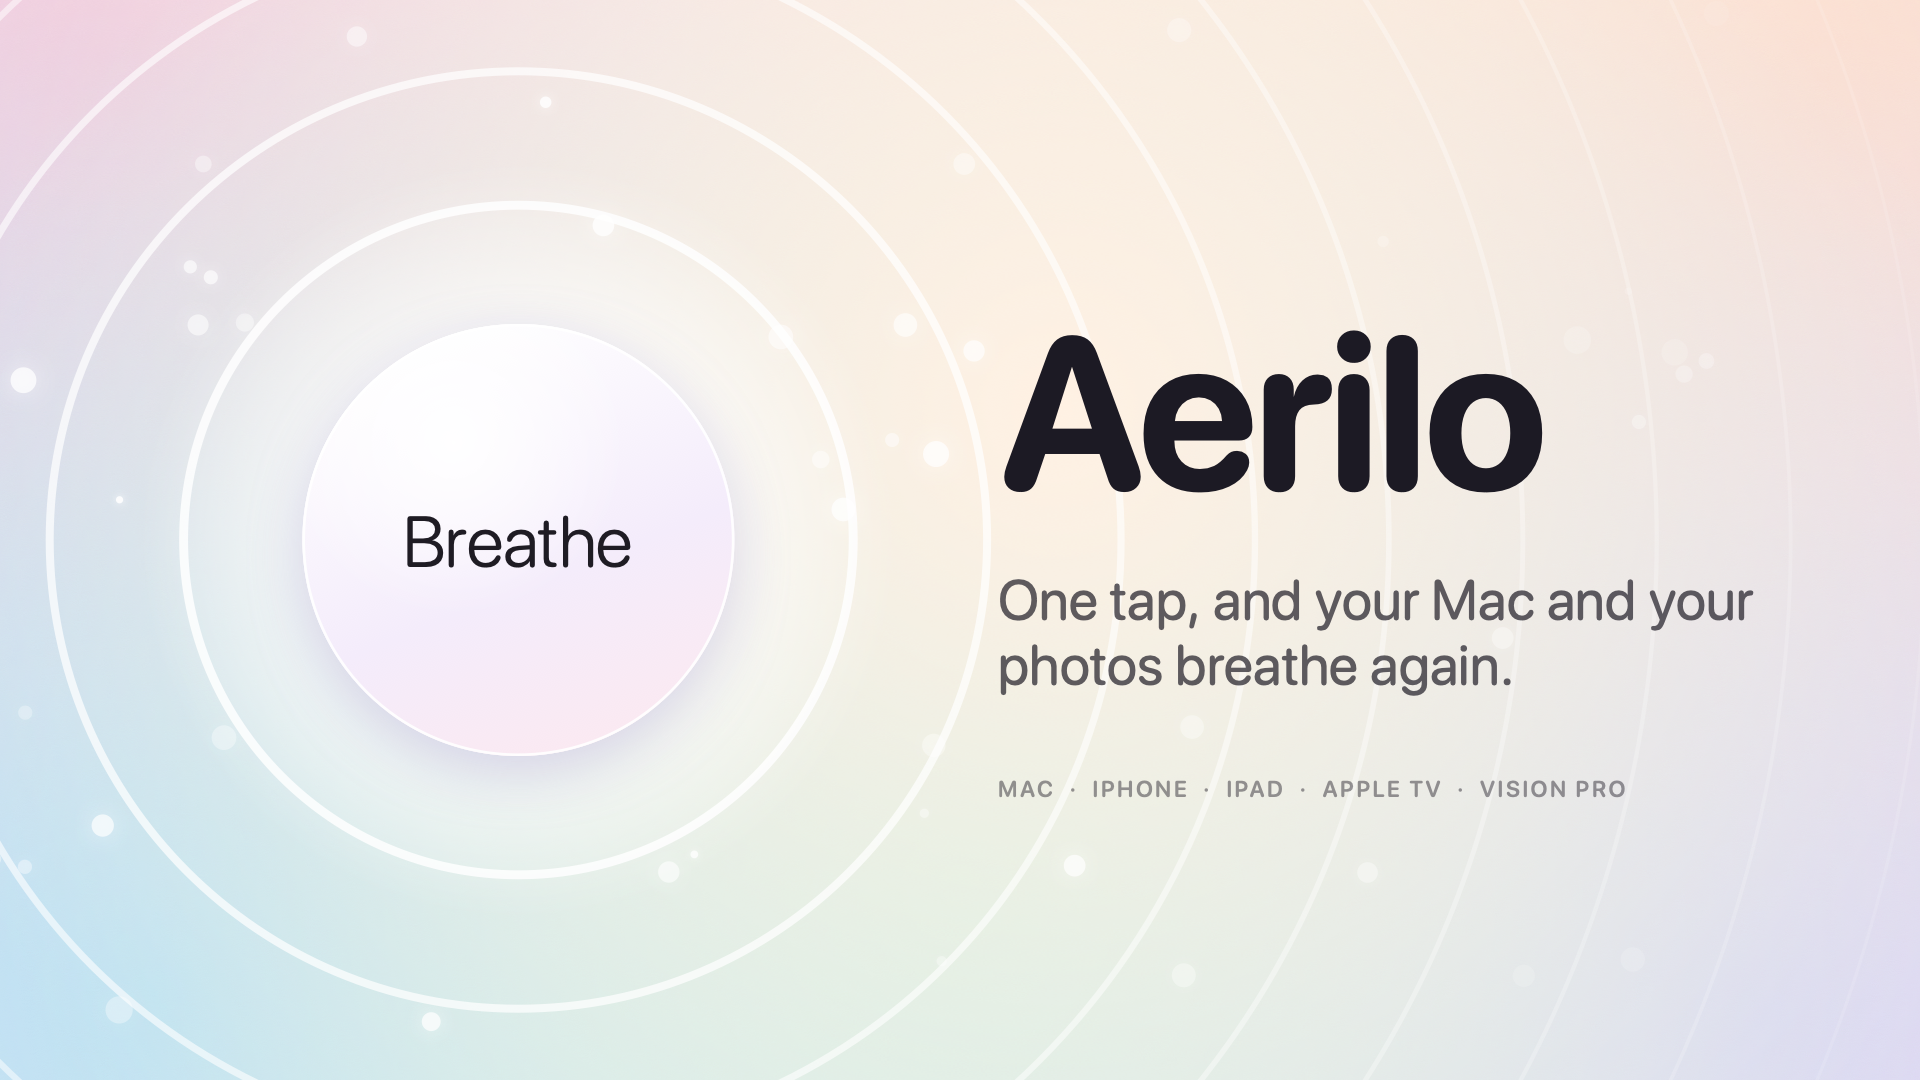 Breathe
Aerilo
One tap, and your Mac and your
photos breathe again.
MAC · IPHONE · IPAD · APPLE TV · VISION PRO